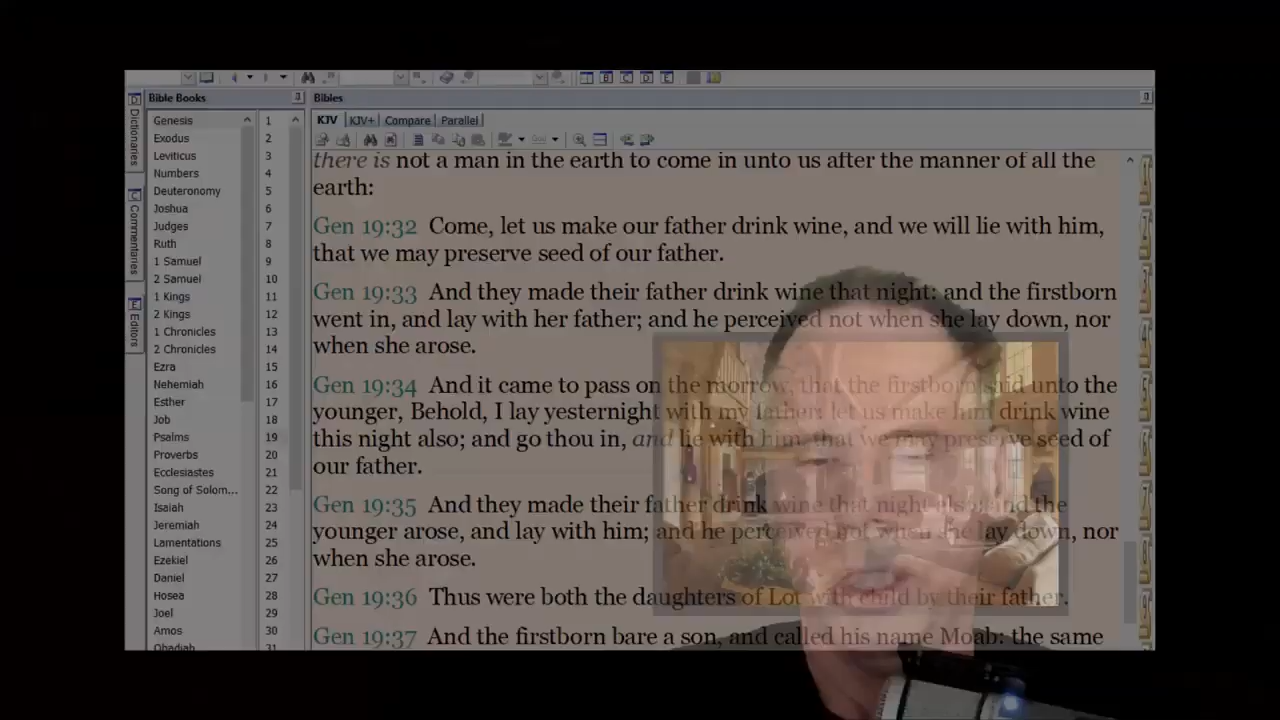 Bible Books
Bibles
KJV KJV+ Compare Parallel
Dictionaries
Commentaries
Editors
Genesis 1
Exodus 2
Leviticus 3
Numbers 4
Deuteronomy 5
Joshua 6
Judges 7
Ruth 8
1 Samuel 9
2 Samuel 10
1 Kings 11
2 Kings 12
1 Chronicles 13
2 Chronicles 14
Ezra 15
Nehemiah 16
Esther 17
Job 18
Psalms 19
Proverbs 20
Ecclesiastes 21
Song of Solom... 22
Isaiah 23
Jeremiah 24
Lamentations 25
Ezekiel 26
Daniel 27
Hosea 28
Joel 29
Amos 30
Obadiah 31
there is not a man in the earth to come in unto us after the manner of all the
earth:
Gen 19:32 Come, let us make our father drink wine, and we will lie with him,
that we may preserve seed of our father.
Gen 19:33 And they made their father drink wine that night: and the firstborn
went in, and lay with her father; and he perceived not when she lay down, nor
when she arose.
Gen 19:34 And it came to pass on the morrow, that the firstborn said unto the
younger, Behold, I lay yesternight with my father: let us make him drink wine
this night also; and go thou in, and lie with him, that we may preserve seed of
our father.
Gen 19:35 And they made their father drink wine that night also: and the
younger arose, and lay with him; and he perceived not when she lay down, nor
when she arose.
Gen 19:36 Thus were both the daughters of Lot with child by their father.
Gen 19:37 And the firstborn bare a son, and called his name Moab: the same